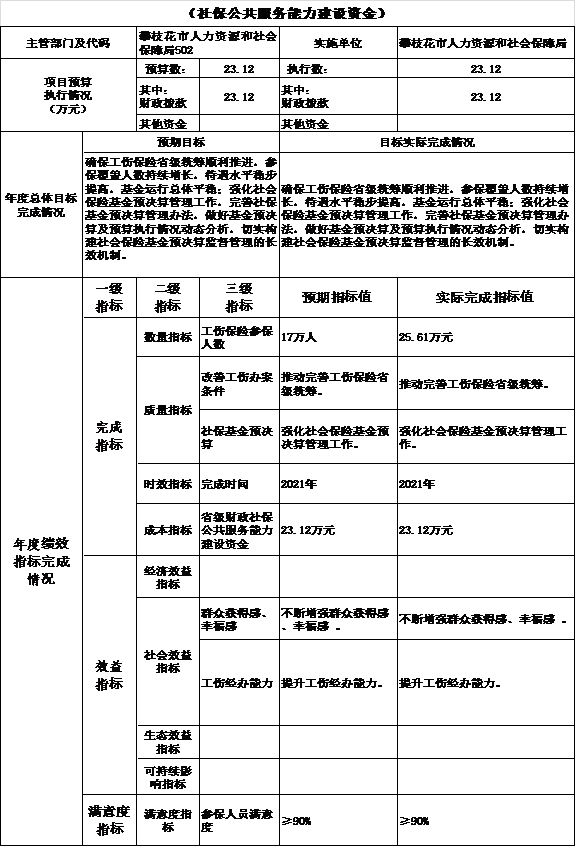 （社保公共服务能力建设资金）
主管部门及代码
攀枝花市人力资源和社会
保障局502
实施单位
攀枝花市人力资源和社会保障局
项目预算
执行情况
（万元）
预算数：
23.12
执行数：
23.12
其中：
财政拨款
23.12
其中：
财政拨款
23.12
其他资金
其他资金
年度总体目标
完成情况
预期目标
目标实际完成情况
确保工伤保险省级统筹顺利推进，参
保覆盖人数持续增长，待遇水平稳步
提高，基金运行总体平稳；强化社会
保险基金预决算管理工作，完善社保
基金预决算管理办法，做好基金预决
算及预算执行情况动态分析，切实构
建社会保险基金预决算监督管理的长
效机制。
确保工伤保险省级统筹顺利推进，参保覆盖人数持续增
长，待遇水平稳步提高，基金运行总体平稳；强化社会
保险基金预决算管理工作，完善社保基金预决算管理办
法，做好基金预决算及预算执行情况动态分析，切实构
建社会保险基金预决算监督管理的长效机制。
年度绩效
指标完成
情况
一级
指标
二级
指标
三级
指标
预期指标值
实际完成指标值
完成
指标
数量指标
工伤保险参保
人数
17万人
25.61万元
质量指标
改善工伤办案
条件
推动完善工伤保险省
级统筹。
推动完善工伤保险省级统筹。
社保基金预决
算
强化社会保险基金预
决算管理工作。
强化社会保险基金预决算管理工
作。
时效指标
完成时间
2021年
2021年
成本指标
省级财政社保
公共服务能力
建设资金
23.12万元
23.12万元
效益
指标
经济效益
指标
社会效益
指标
群众获得感、
幸福感
不断增强群众获得感
、幸福感 。
不断增强群众获得感、幸福感 。
工伤经办能力
提升工伤经办能力。
提升工伤经办能力。
生态效益
指标
可持续影
响指标
满意度
指标
满意度指
标
参保人员满意
度
≥90%
≥90%